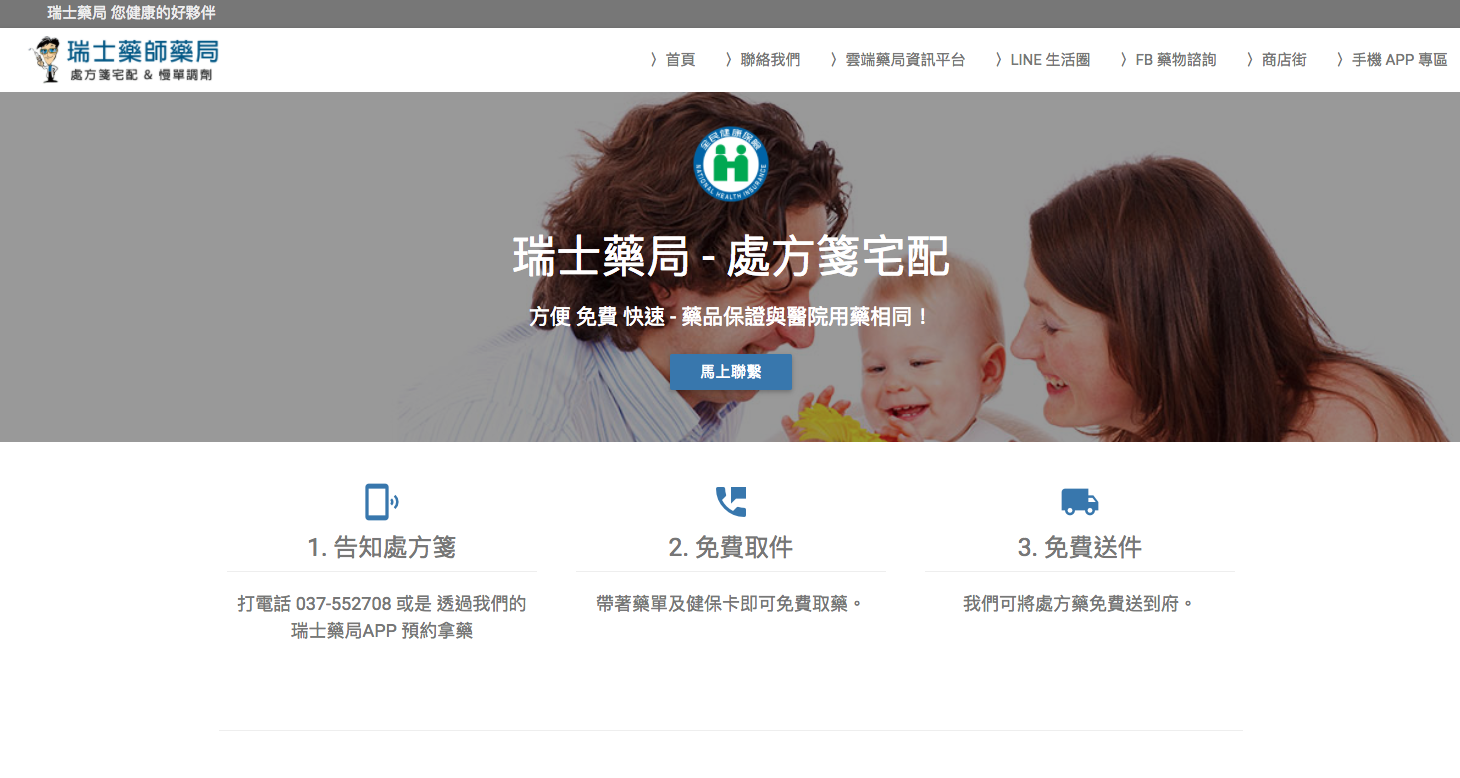 瑞士藥局 您健康的好夥伴
瑞士藥師藥局
處方箋宅配 & 慢單調劑
〉首頁 〉聯絡我們 〉雲端藥局資訊平台 〉LINE 生活圈 〉FB 藥物諮詢 〉商店街 〉手機 APP 專區
全民健康保險
NATIONAL HEALTH INSURANCE
瑞士藥局 - 處方箋宅配
方便 免費 快速 - 藥品保證與醫院用藥相同！
馬上聯繫
1. 告知處方箋
打電話 037-552708 或是 透過我們的
瑞士藥局APP 預約拿藥
2. 免費取件
帶著藥單及健保卡即可免費取藥。
3. 免費送件
我們可將處方藥免費送到府。